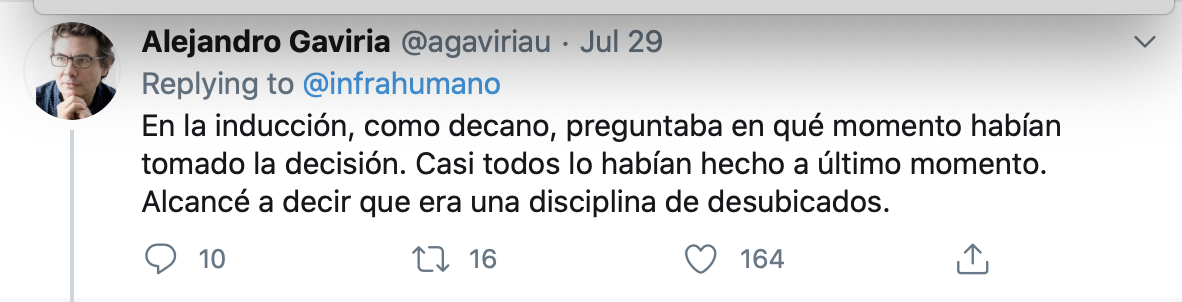 Alejandro Gaviria @agaviriau · Jul 29
Replying to @infrahumano
En la inducción, como decano, preguntaba en qué momento habían
tomado la decisión. Casi todos lo habían hecho a último momento.
Alcancé a decir que era una disciplina de desubicados.
10 16 164